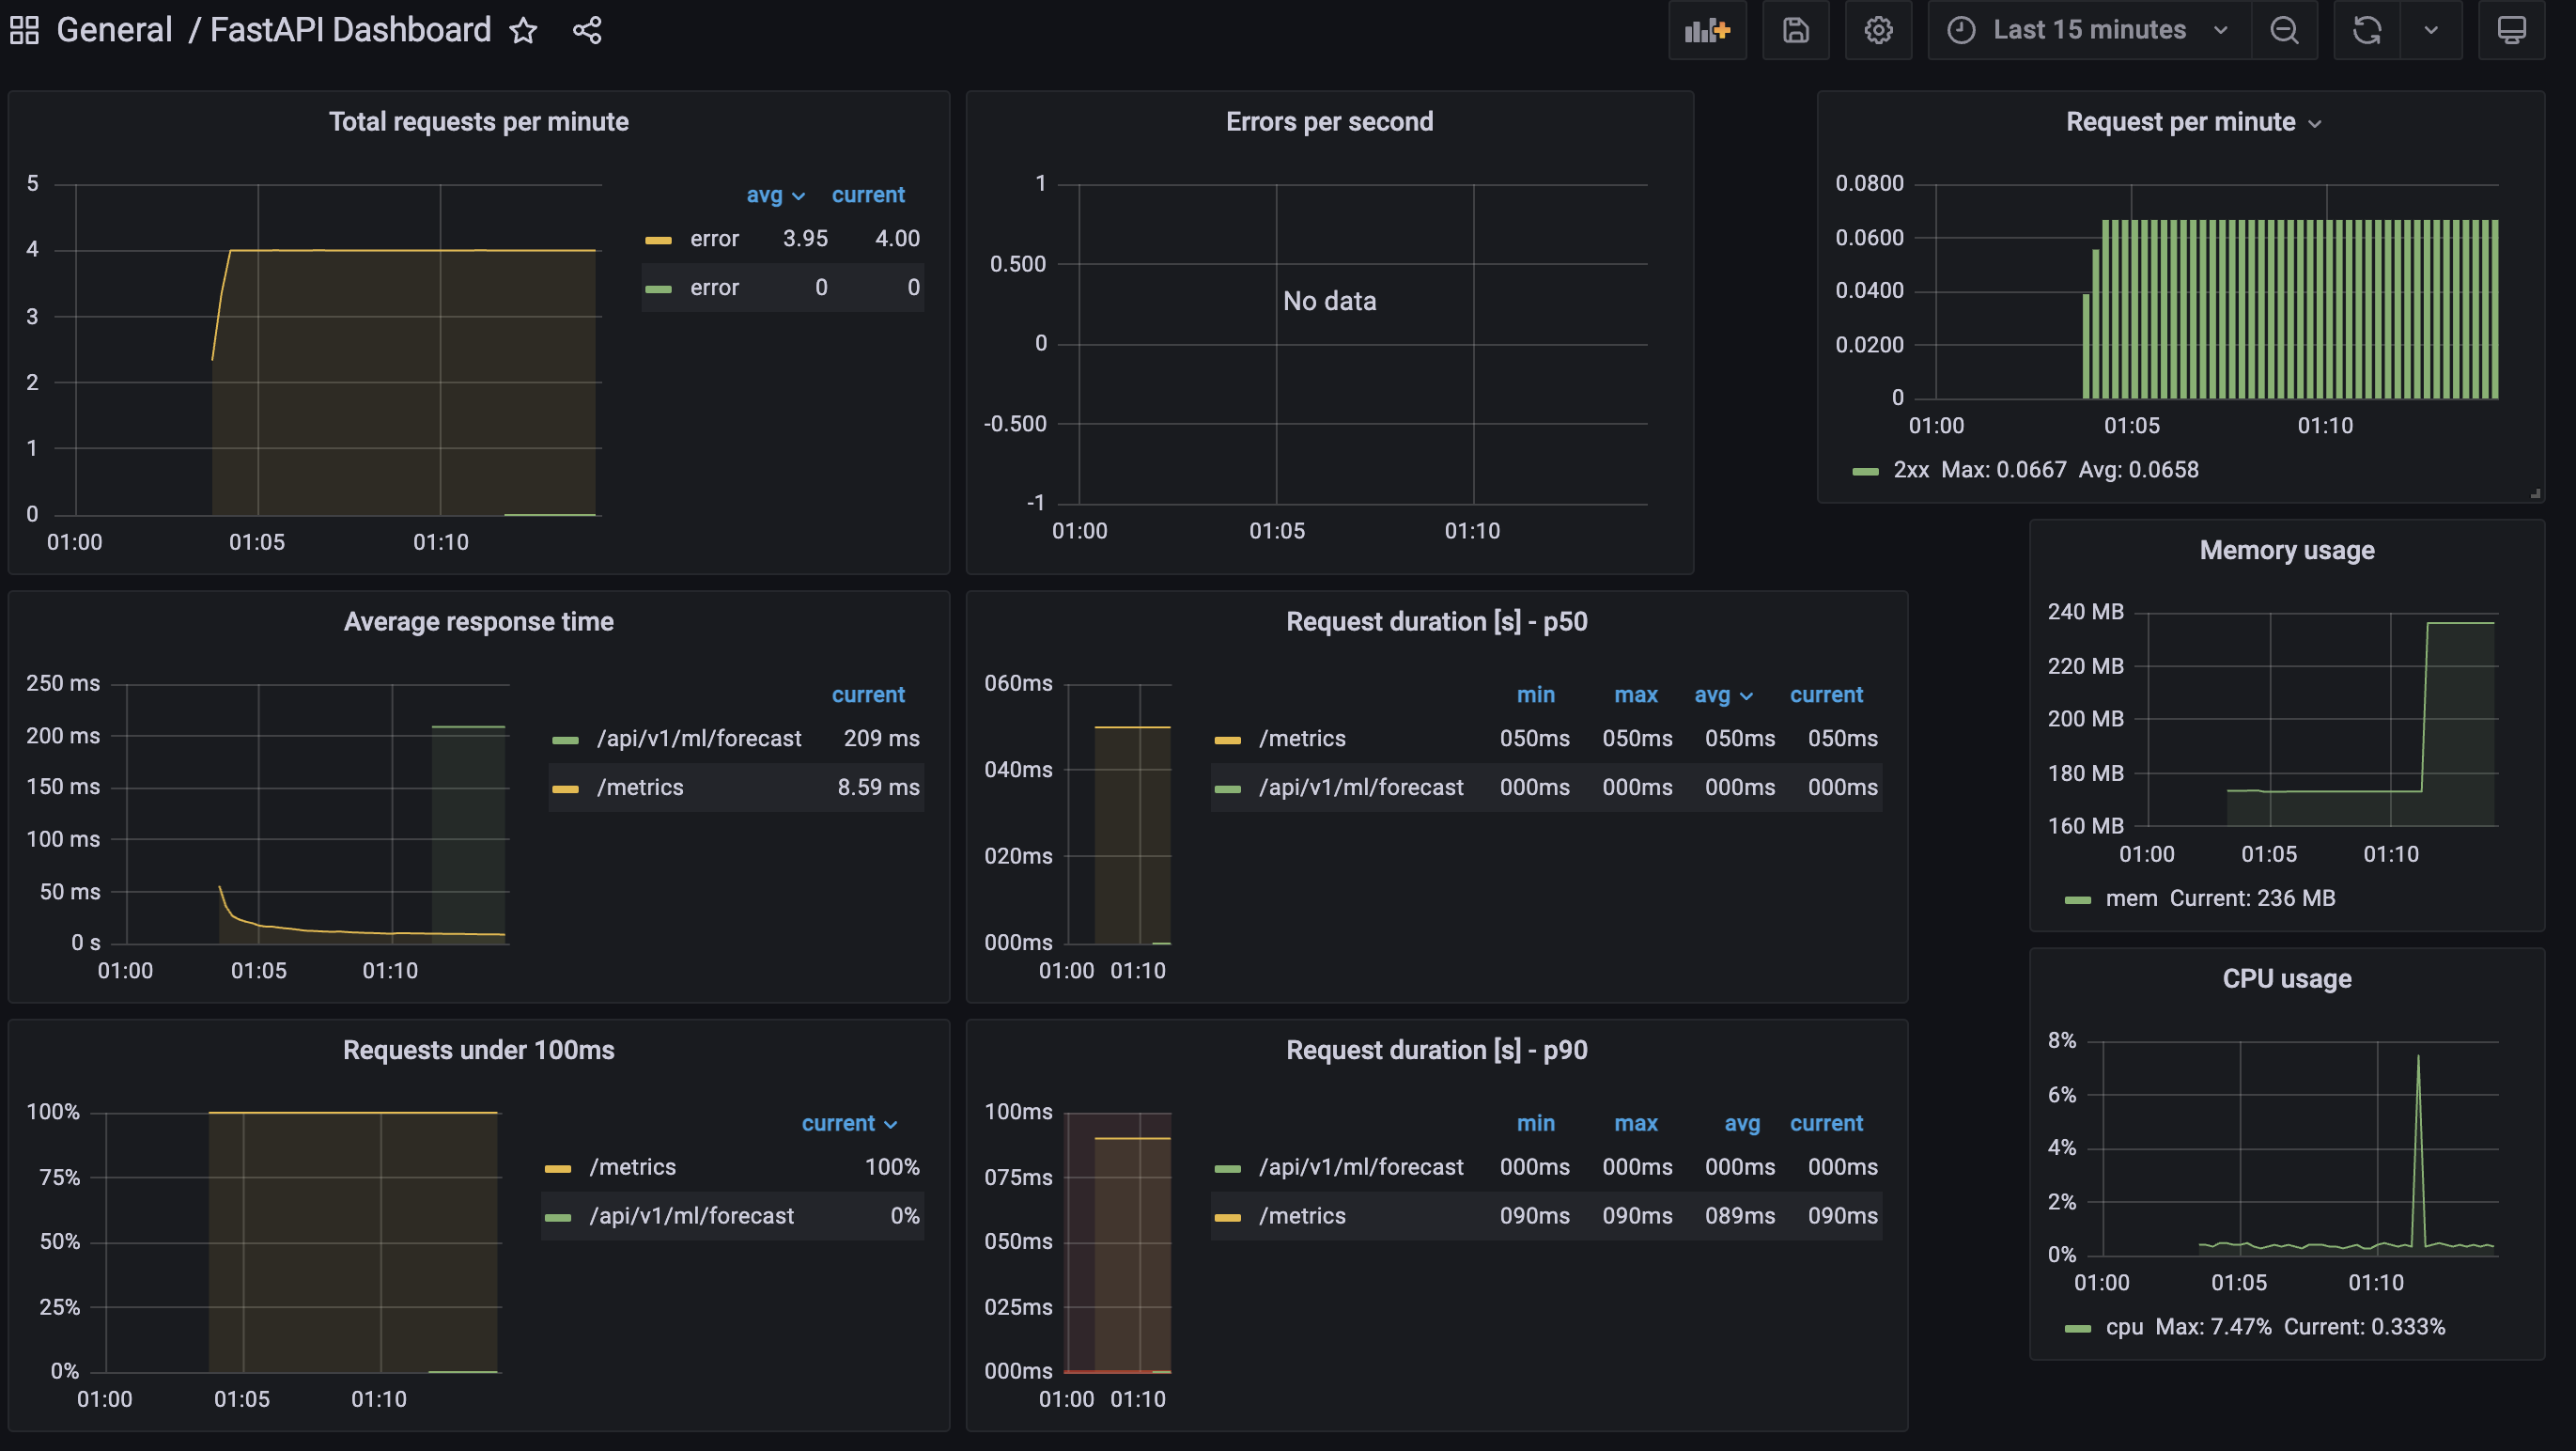 General / FastAPI Dashboard
Last 15 minutes
Total requests per minute
5
4
3
2
1
0
01:00 01:05 01:10
avg current
error 3.95 4.00
error 0 0
Errors per second
1
0.500
0
-0.500
-1
No data
01:00 01:05 01:10
Request per minute
0.0800
0.0600
0.0400
0.0200
0
01:00 01:05 01:10
2xx Max: 0.0667 Avg: 0.0658
Average response time
250 ms
200 ms
150 ms
100 ms
50 ms
0 s
01:00 01:05 01:10
current
/api/v1/ml/forecast 209 ms
/metrics 8.59 ms
Request duration [s] - p50
060ms
040ms
020ms
000ms
01:00 01:10
min max avg current
/metrics 050ms 050ms 050ms 050ms
/api/v1/ml/forecast 000ms 000ms 000ms 000ms
Memory usage
240 MB
220 MB
200 MB
180 MB
160 MB
01:00 01:05 01:10
mem Current: 236 MB
Requests under 100ms
100%
75%
50%
25%
0%
01:00 01:05 01:10
current
/metrics 100%
/api/v1/ml/forecast 0%
Request duration [s] - p90
100ms
075ms
050ms
025ms
000ms
01:00 01:10
min max avg current
/api/v1/ml/forecast 000ms 000ms 000ms 000ms
/metrics 090ms 090ms 089ms 090ms
CPU usage
8%
6%
4%
2%
0%
01:00 01:05 01:10
cpu Max: 7.47% Current: 0.333%